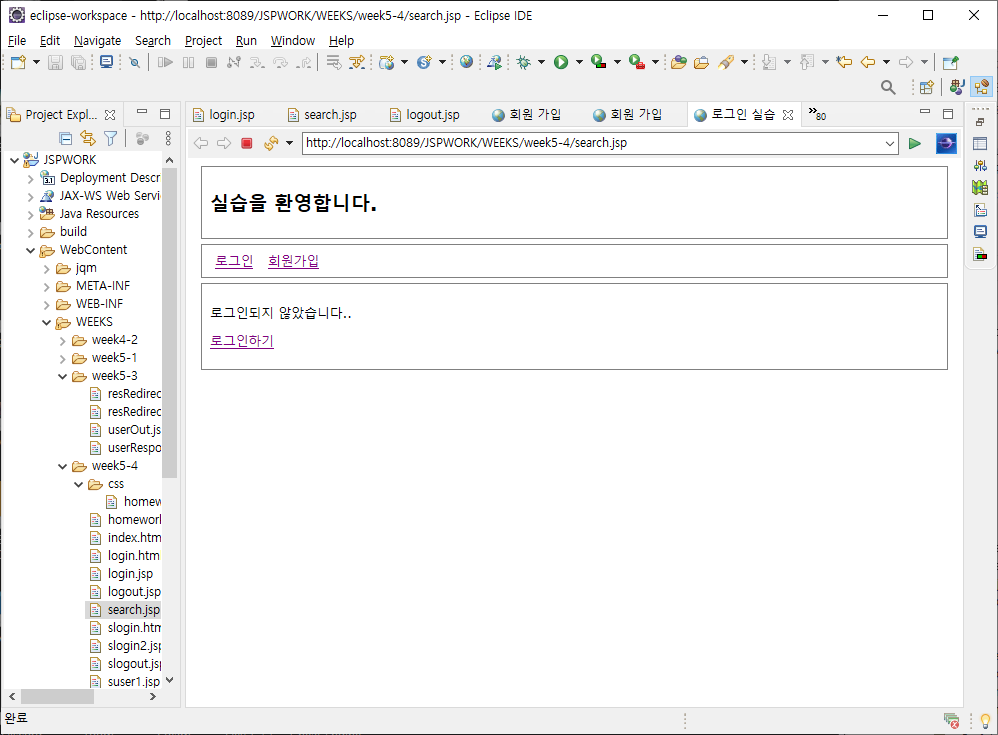 eclipse-workspace - http://localhost:8089/JSPWORK/WEEKS/week5-4/search.jsp - Eclipse IDE
File Edit Navigate Search Project Run Window Help
Project Expl...
login.jsp search.jsp logout.jsp 회원 가입 회원 가입 로그인 실습 »80
http://localhost:8089/JSPWORK/WEEKS/week5-4/search.jsp
JSPWORK
Deployment Descr
JAX-WS Web Servi
Java Resources
build
WebContent
jqm
META-INF
WEB-INF
WEEKS
week4-2
week5-1
week5-3
resRedirec
resRedirec
userOut.js
userRespo
week5-4
css
homew
homework
index.htm
login.htm
login.jsp
logout.jsp
search.jsp
slogin.htm
slogin2.jsp
slogout.jsp
suser1.jsp
실습을 환영합니다.
로그인 회원가입
로그인되지 않았습니다..
로그인하기
완료